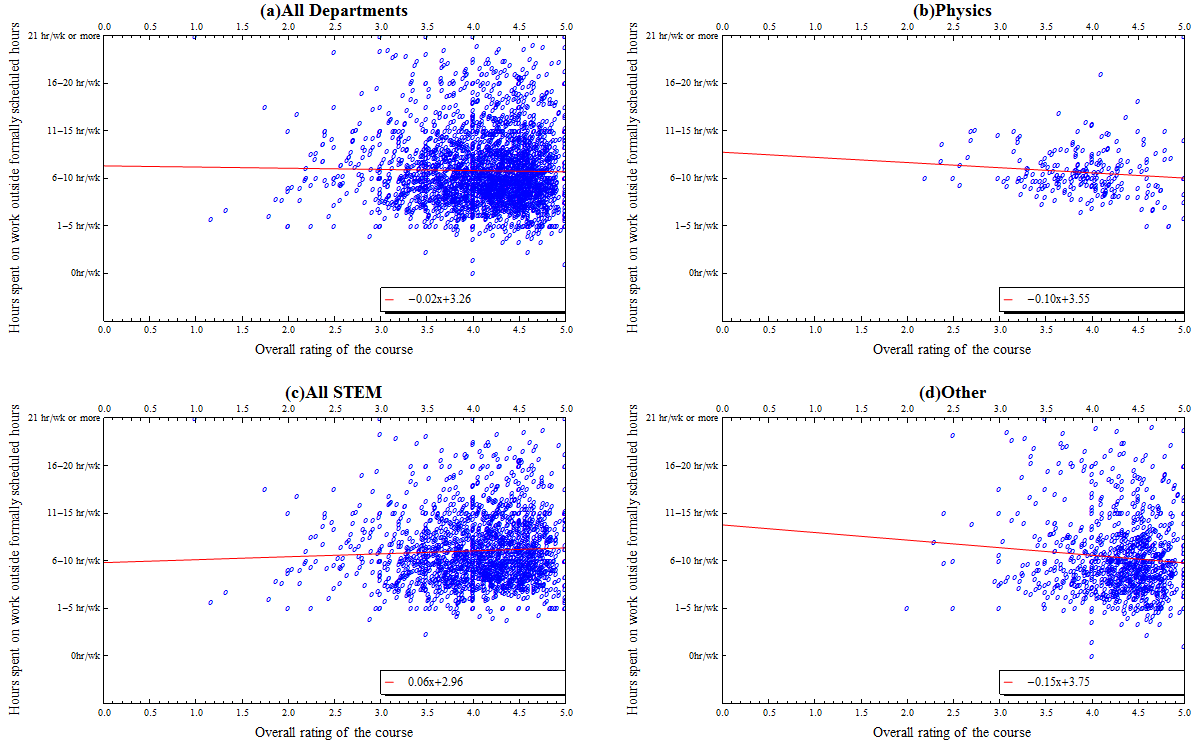 (a)All Departments
0.0 0.5 1.0 1.5 2.0 2.5 3.0 3.5 4.0 4.5 5.0
21 hr/wk or more
16−20 hr/wk
11−15 hr/wk
6−10 hr/wk
1−5 hr/wk
0hr/wk
Hours spent on work outside formally scheduled hours
−0.02x+3.26
0.0 0.5 1.0 1.5 2.0 2.5 3.0 3.5 4.0 4.5 5.0
Overall rating of the course
(b)Physics
0.0 0.5 1.0 1.5 2.0 2.5 3.0 3.5 4.0 4.5 5.0
21 hr/wk or more
16−20 hr/wk
11−15 hr/wk
6−10 hr/wk
1−5 hr/wk
0hr/wk
Hours spent on work outside formally scheduled hours
−0.10x+3.55
0.0 0.5 1.0 1.5 2.0 2.5 3.0 3.5 4.0 4.5 5.0
Overall rating of the course
(c)All STEM
0.0 0.5 1.0 1.5 2.0 2.5 3.0 3.5 4.0 4.5 5.0
21 hr/wk or more
16−20 hr/wk
11−15 hr/wk
6−10 hr/wk
1−5 hr/wk
0hr/wk
Hours spent on work outside formally scheduled hours
0.06x+2.96
0.0 0.5 1.0 1.5 2.0 2.5 3.0 3.5 4.0 4.5 5.0
Overall rating of the course
(d)Other
0.0 0.5 1.0 1.5 2.0 2.5 3.0 3.5 4.0 4.5 5.0
21 hr/wk or more
16−20 hr/wk
11−15 hr/wk
6−10 hr/wk
1−5 hr/wk
0hr/wk
Hours spent on work outside formally scheduled hours
−0.15x+3.75
0.0 0.5 1.0 1.5 2.0 2.5 3.0 3.5 4.0 4.5 5.0
Overall rating of the course